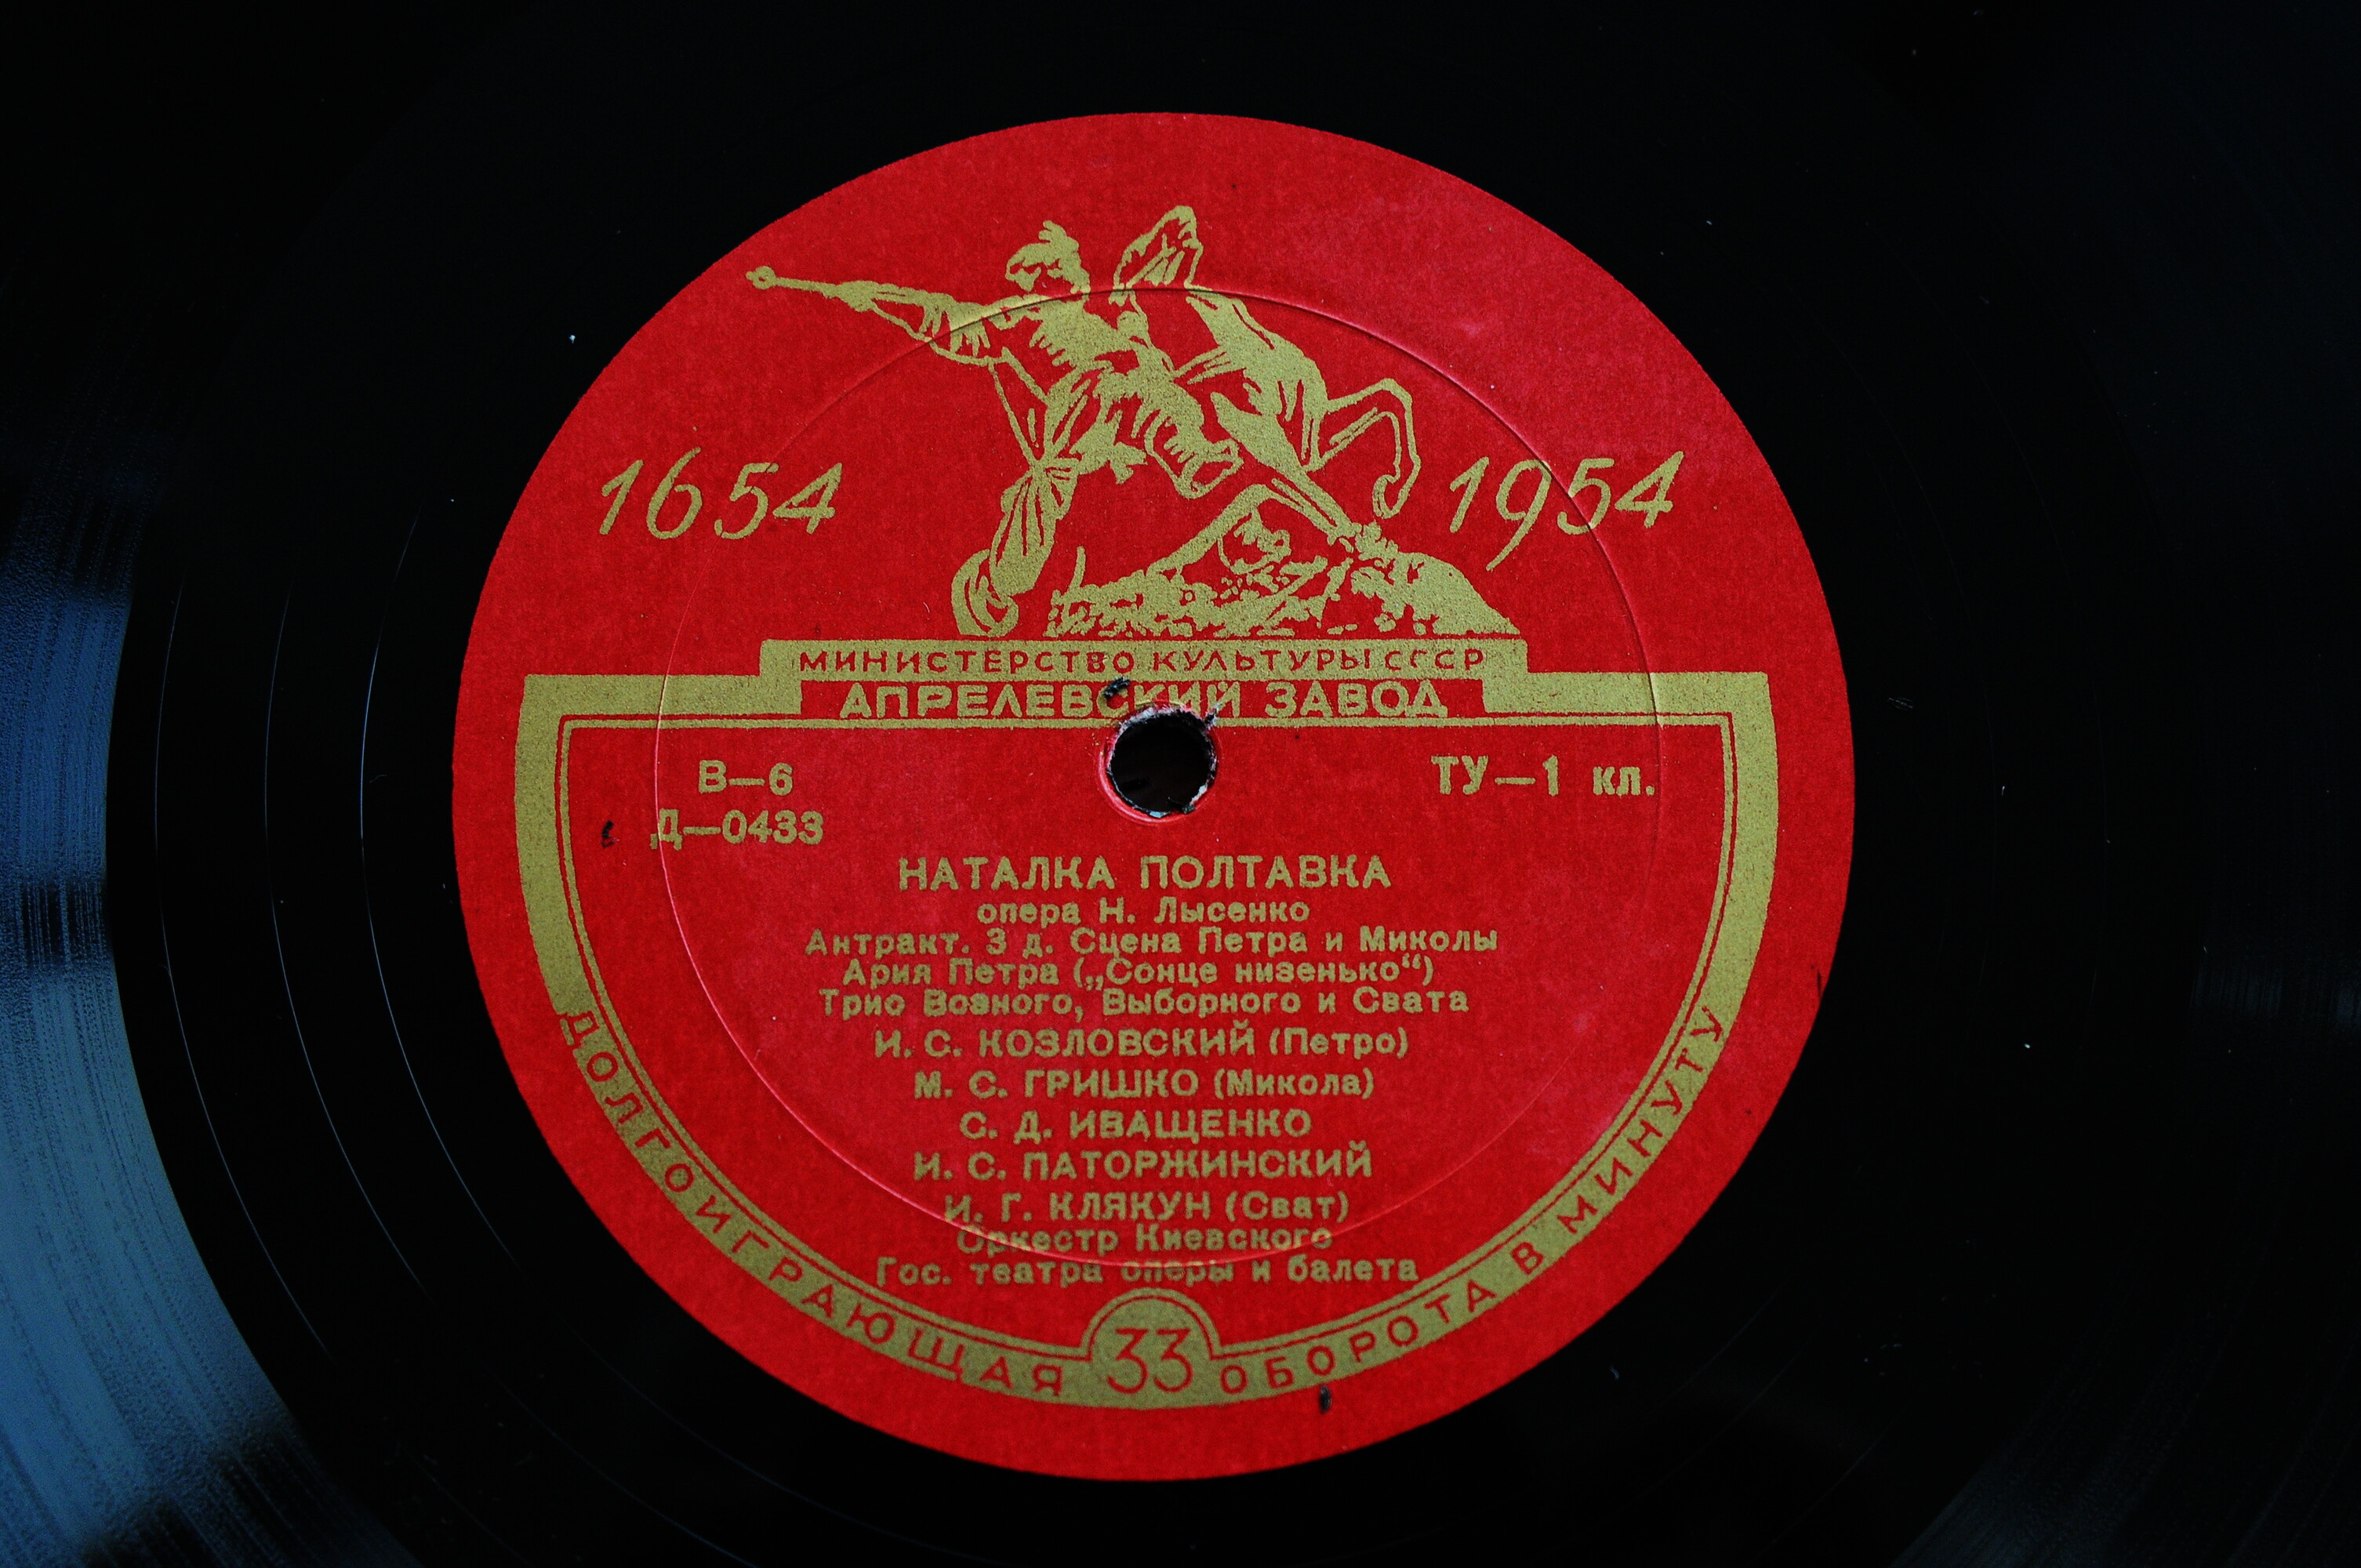 1654 1954
МИНИСТЕРСТВО КУЛЬТУРЫ СССР
АПРЕЛЕВСКИЙ ЗАВОД
В—6 ТУ—1 кл.
Д—0433
НАТАЛКА ПОЛТАВКА
опера Н. Лысенко
Антракт. 3 д. Сцена Петра и Миколы
Ария Петра („Сонце низенько“)
Трио Возного, Выборного и Свата
И. С. КОЗЛОВСКИЙ (Петро)
М. С. ГРИШКО (Микола)
С. Д. ИВАЩЕНКО
И. С. ПАТОРЖИНСКИЙ
И. Г. КЛЯКУН (Сват)
Оркестр Киевского
Гос. театра оперы и балета
ДОЛГОИГРАЮЩАЯ 33 ОБОРОТА В МИНУТУ